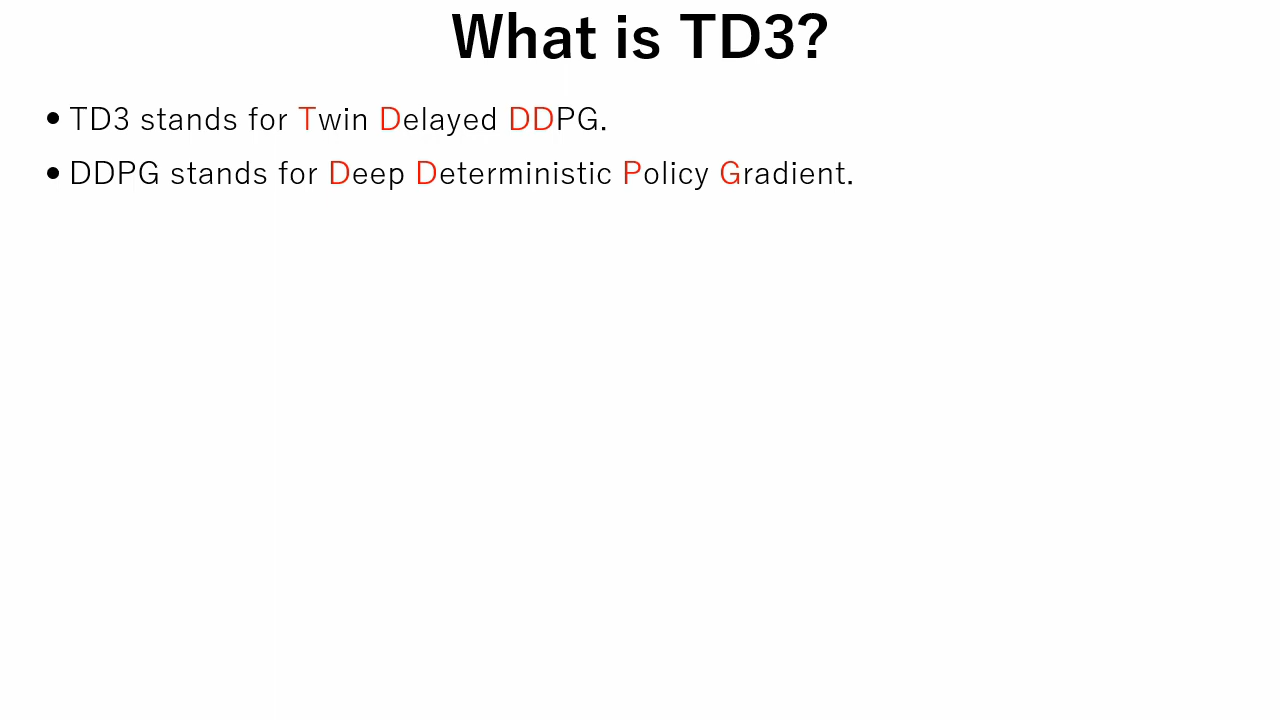 What is TD3?
• TD3 stands for Twin Delayed DDPG.
• DDPG stands for Deep Deterministic Policy Gradient.